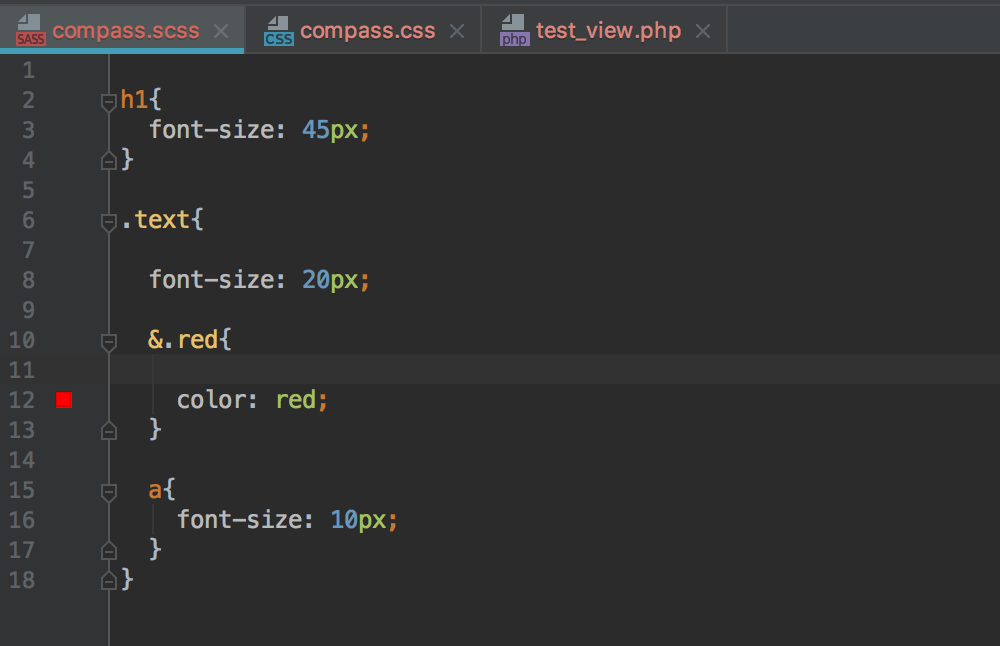 SASS compass.scss CSS compass.css php test_view.php
1
2 h1{
3 font-size: 45px;
4 }
5
6 .text{
7
8 font-size: 20px;
9
10 &.red{
11
12 color: red;
13 }
14
15 a{
16 font-size: 10px;
17 }
18 }